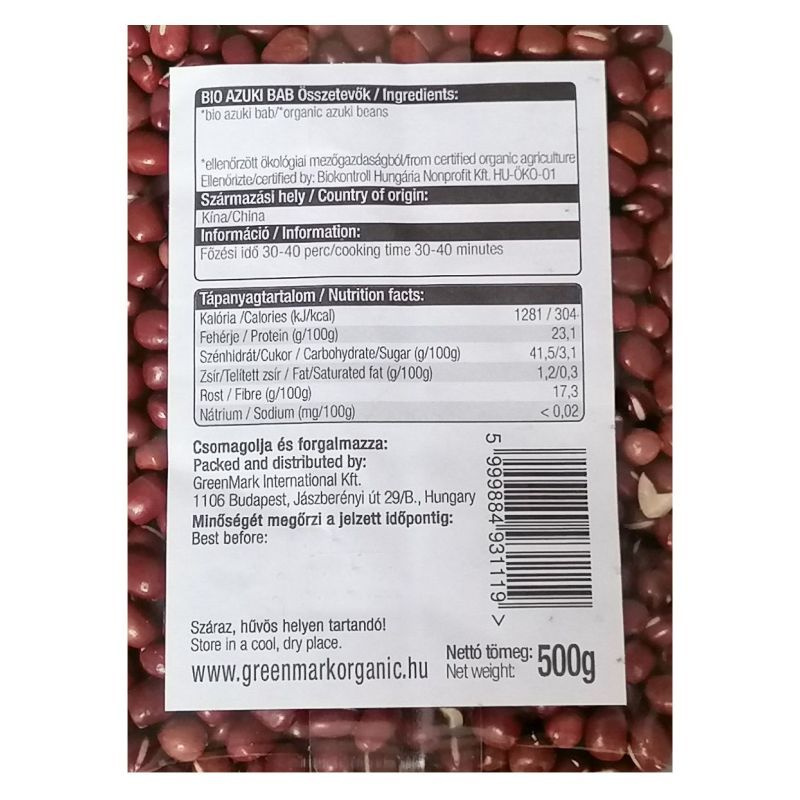 BIO AZUKI BAB Összetevők / Ingredients:
*bio azuki bab/*organic azuki beans
*ellenőrzött ökológiai mezőgazdaságból/from certified organic agriculture
Ellenőrizte/certified by: Biokontroll Hungária Nonprofit Kft. HU-ÖKO-01
Származási hely / Country of origin:
Kína/China
Információ / Information:
Főzési idő 30-40 perc/cooking time 30-40 minutes
Tápanyagtartalom / Nutrition facts:
Kalória /Calories (kJ/kcal) 1281 / 304
Fehérje / Protein (g/100g) 23,1
Szénhidrát/Cukor / Carbohydrate/Sugar (g/100g) 41,5/3,1
Zsír/Telített zsír / Fat/Saturated fat (g/100g) 1,2/0,3
Rost / Fibre (g/100g) 17,3
Nátrium / Sodium (mg/100g) < 0,02
Csomagolja és forgalmazza:
Packed and distributed by:
GreenMark International Kft.
1106 Budapest, Jászberényi út 29/B., Hungary
Minőségét megőrzi a jelzett időpontig:
Best before:
5 999884 931119 >
Száraz, hűvös helyen tartandó!
Store in a cool, dry place.
www.greenmarkorganic.hu
Nettó tömeg: 500g
Net weight: